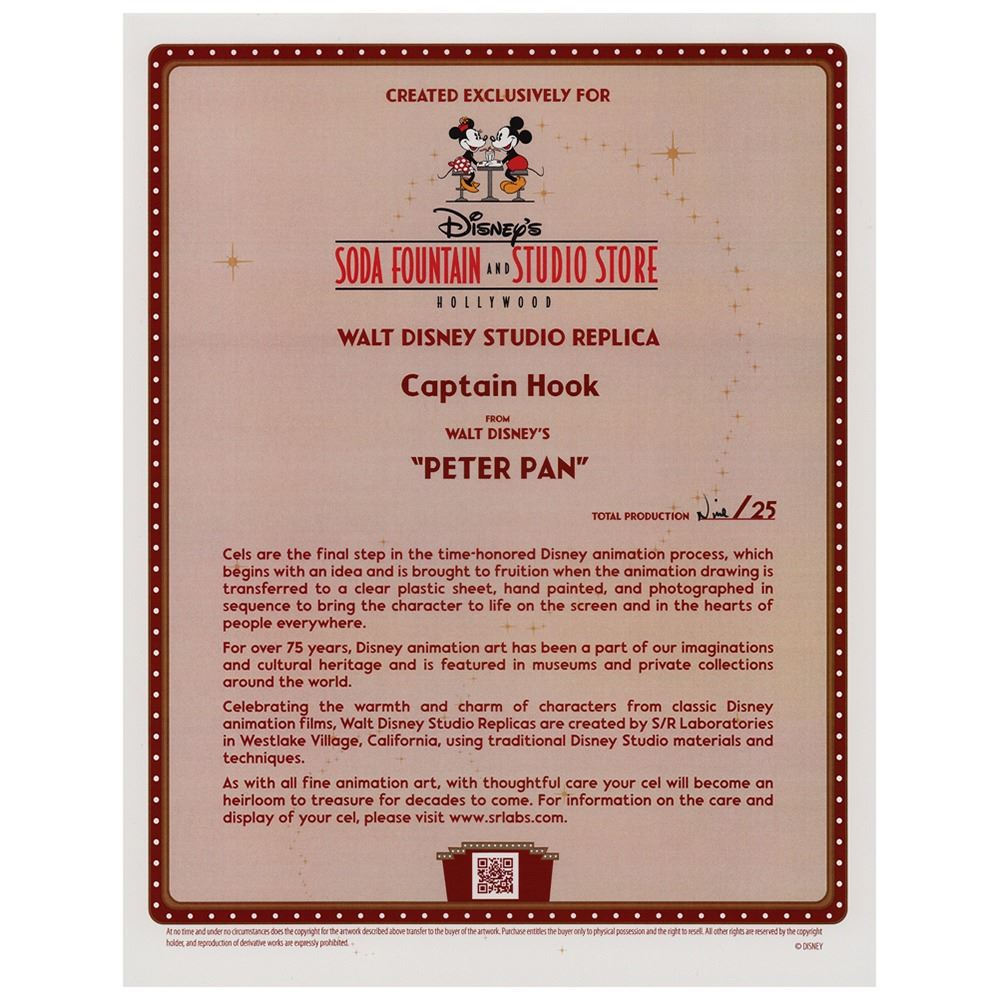 CREATED EXCLUSIVELY FOR
Disney's
SODA FOUNTAIN AND STUDIO STORE
HOLLYWOOD
WALT DISNEY STUDIO REPLICA
Captain Hook
FROM
WALT DISNEY'S
"PETER PAN"
TOTAL PRODUCTION Nine/25
Cels are the final step in the time-honored Disney animation process, which
begins with an idea and is brought to fruition when the animation drawing is
transferred to a clear plastic sheet, hand painted, and photographed in
sequence to bring the character to life on the screen and in the hearts of
people everywhere.
For over 75 years, Disney animation art has been a part of our imaginations
and cultural heritage and is featured in museums and private collections
around the world.
Celebrating the warmth and charm of characters from classic Disney
animation films, Walt Disney Studio Replicas are created by S/R Laboratories
in Westlake Village, California, using traditional Disney Studio materials and
techniques.
As with all fine animation art, with thoughtful care your cel will become an
heirloom to treasure for decades to come. For information on the care and
display of your cel, please visit www.srlabs.com.
At no time and under no circumstances does the copyright for the artwork described above transfer to the buyer of the artwork. Purchase entitles the buyer only to physical possession and the right to resell. All other rights are reserved by the copyright
holder, and reproduction of derivative works are expressly prohibited.
© DISNEY